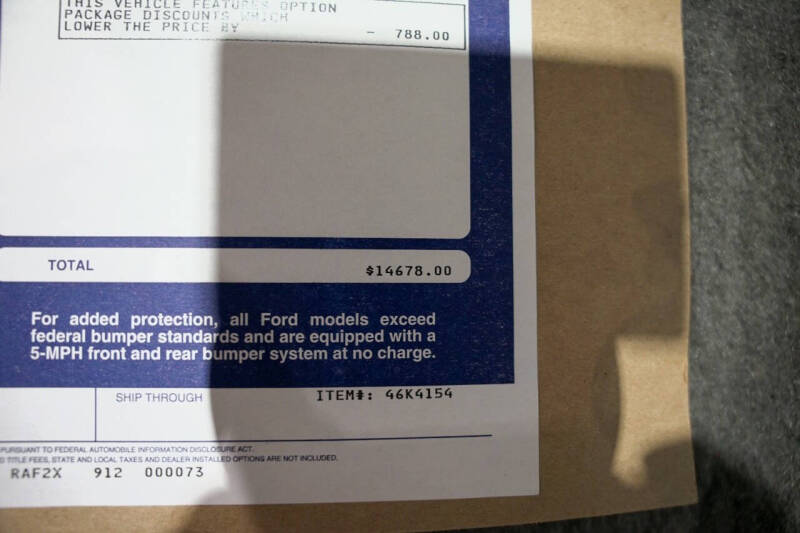 THIS VEHICLE FEATURES OPTION
PACKAGE DISCOUNTS WHICH
LOWER THE PRICE BY - 788.00
TOTAL $14678.00
For added protection, all Ford models exceed
federal bumper standards and are equipped with a
5-MPH front and rear bumper system at no charge.
SHIP THROUGH ITEM#: 46K4154
PURSUANT TO FEDERAL AUTOMOBILE INFORMATION DISCLOSURE ACT.
TITLE FEES, STATE AND LOCAL TAXES AND DEALER INSTALLED OPTIONS ARE NOT INCLUDED.
RAF2X 912 000073